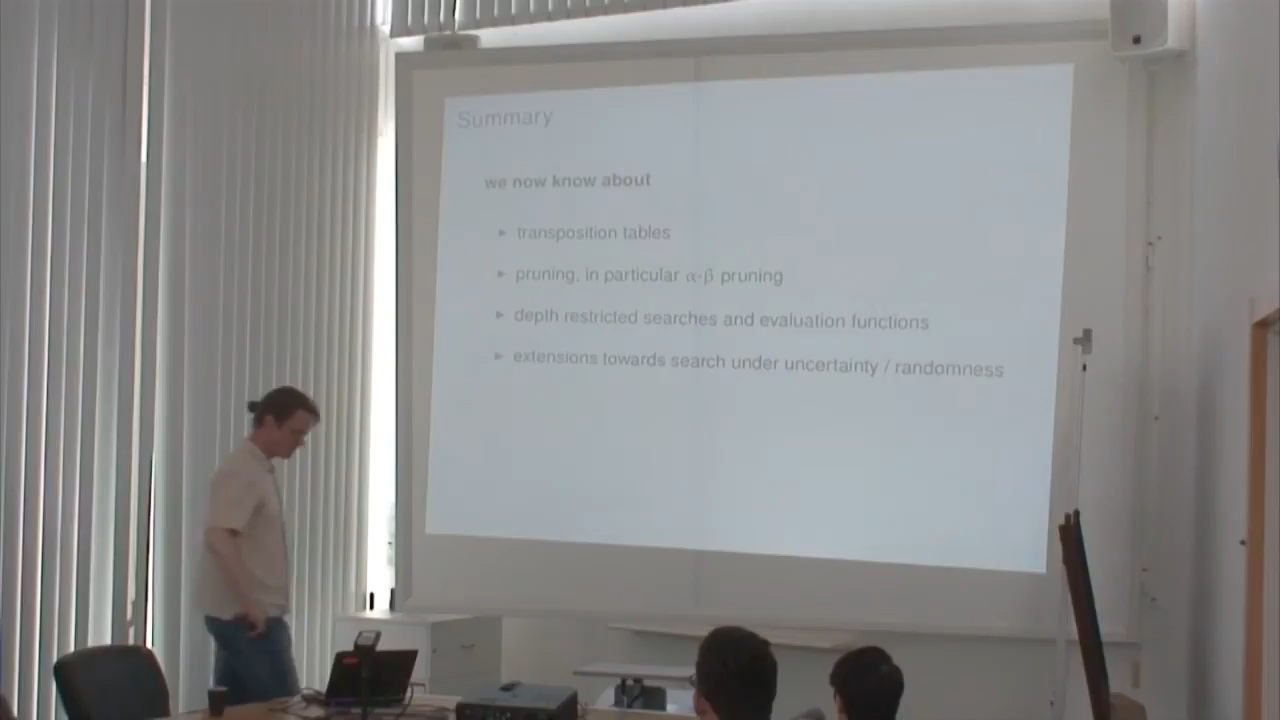 Summary
we now know about
▸ transposition tables
▸ pruning, in particular α-β pruning
▸ depth restricted searches and evaluation functions
▸ extensions towards search under uncertainty / randomness